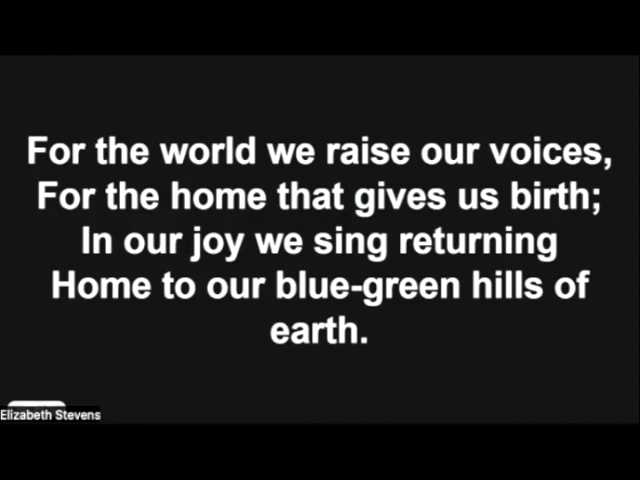 For the world we raise our voices,
For the home that gives us birth;
In our joy we sing returning
Home to our blue-green hills of
earth.
Elizabeth Stevens